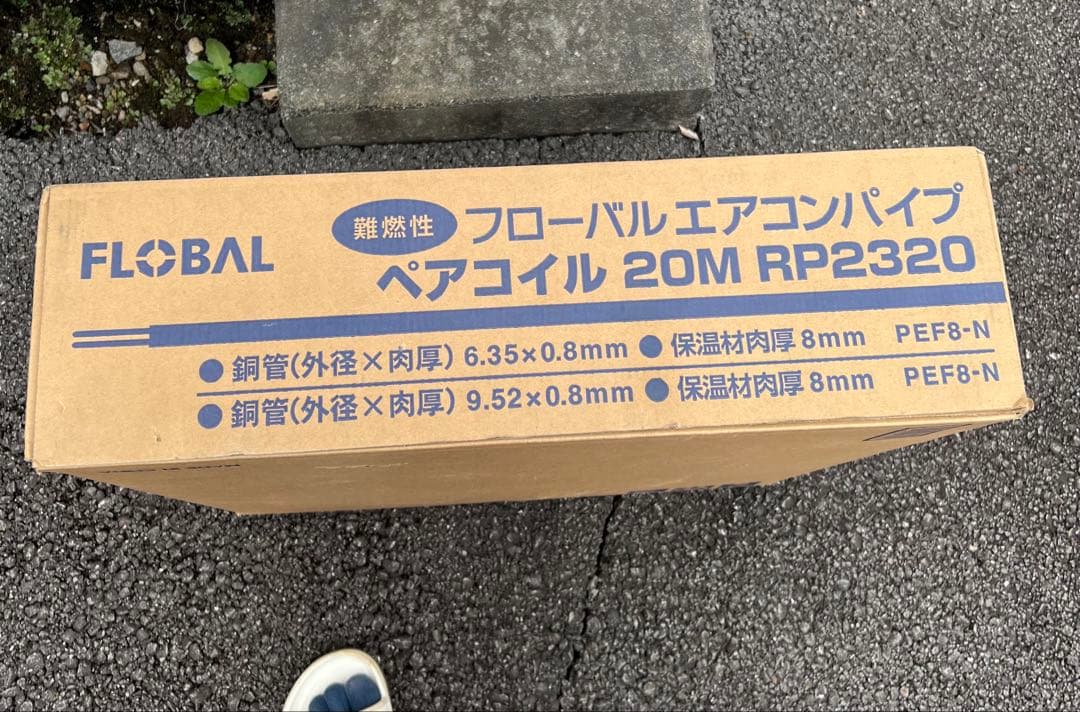 FLOBAL
難燃性 フローバル エアコンパイプ
ペアコイル 20M RP2320
● 銅管(外径×肉厚) 6.35×0.8mm ● 保温材肉厚 8mm PEF8-N
● 銅管(外径×肉厚) 9.52×0.8mm ● 保温材肉厚 8mm PEF8-N